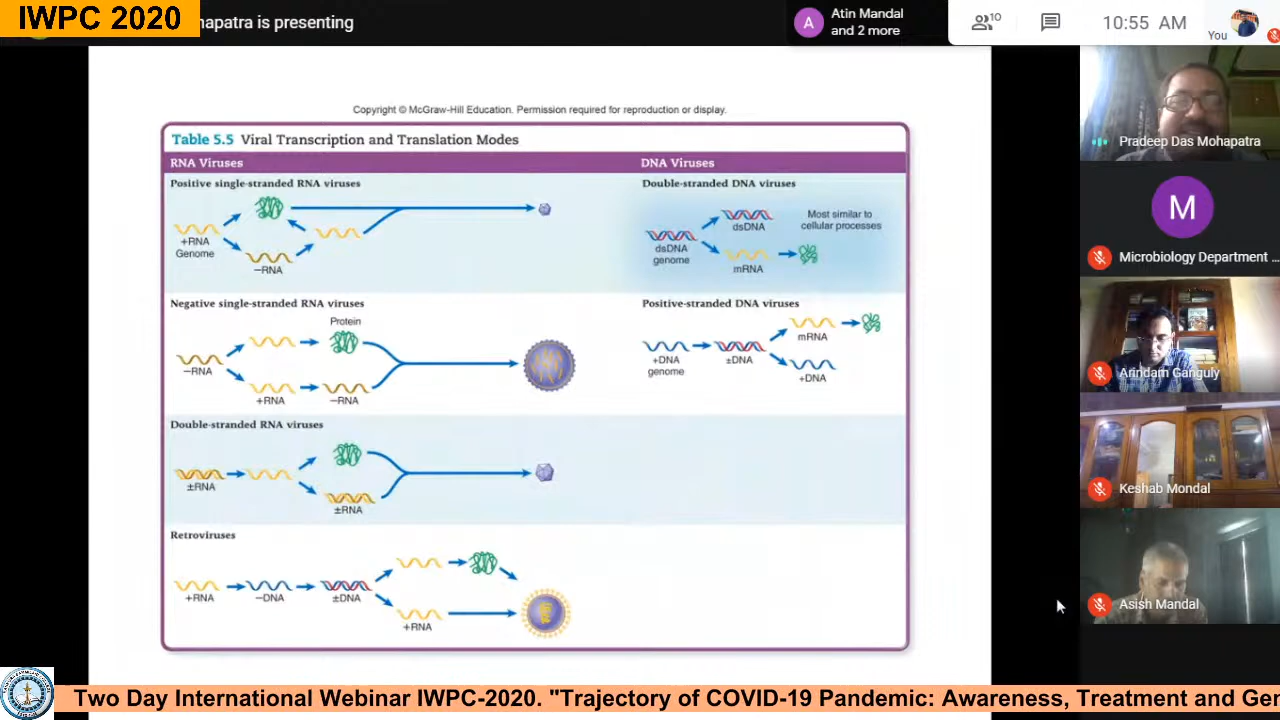 IWPC 2020
hapatra is presenting
A
Atin Mandal
and 2 more
10
10:55 AM
You
Copyright © McGraw-Hill Education. Permission required for reproduction or display.
Table 5.5 Viral Transcription and Translation Modes
RNA Viruses
DNA Viruses
Positive single-stranded RNA viruses
+RNA
Genome
−RNA
Double-stranded DNA viruses
dsDNA
genome
dsDNA
mRNA
Most similar to
cellular processes
Negative single-stranded RNA viruses
−RNA
Protein
+RNA
−RNA
Positive-stranded DNA viruses
+DNA
genome
±DNA
mRNA
+DNA
Double-stranded RNA viruses
±RNA
±RNA
Retroviruses
+RNA
−DNA
±DNA
+RNA
Pradeep Das Mohapatra
M
Microbiology Department ...
Arindam Ganguly
Keshab Mondal
Asish Mandal
Two Day International Webinar IWPC-2020. "Trajectory of COVID-19 Pandemic: Awareness, Treatment and Ger